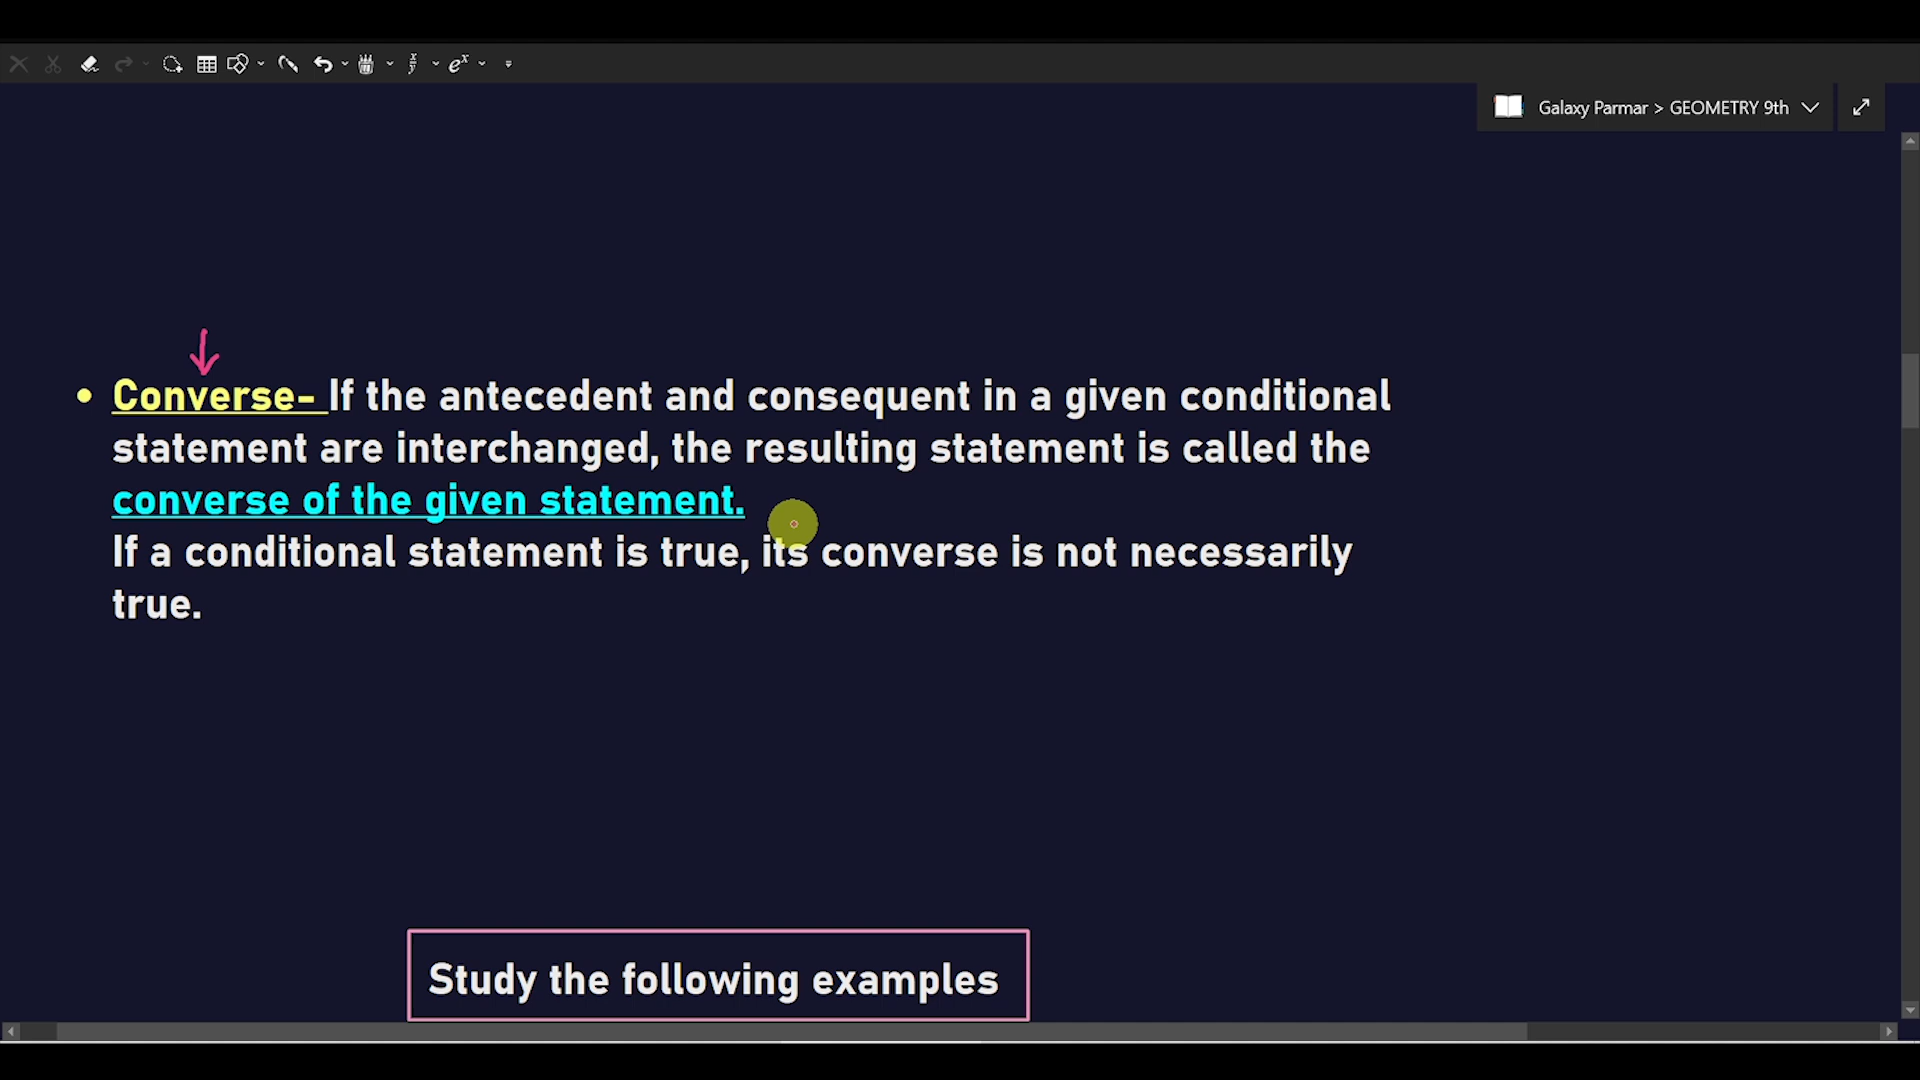 Galaxy Parmar > GEOMETRY 9th
• Converse- If the antecedent and consequent in a given conditional
statement are interchanged, the resulting statement is called the
converse of the given statement.
If a conditional statement is true, its converse is not necessarily
true.
Study the following examples